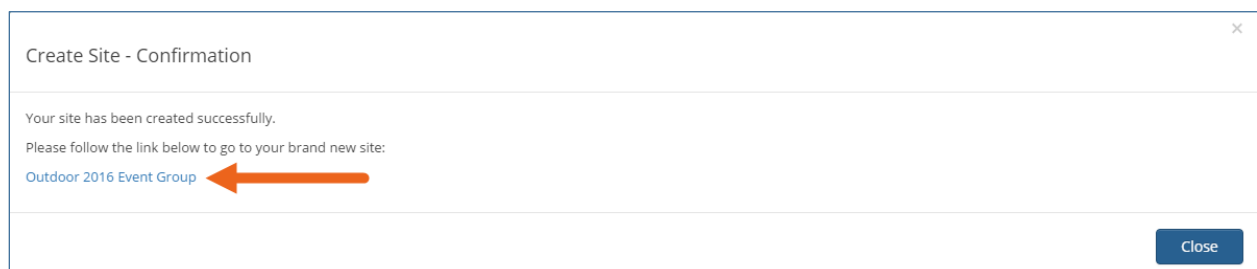 ×
Create Site - Confirmation
Your site has been created successfully.
Please follow the link below to go to your brand new site:
Outdoor 2016 Event Group
Close